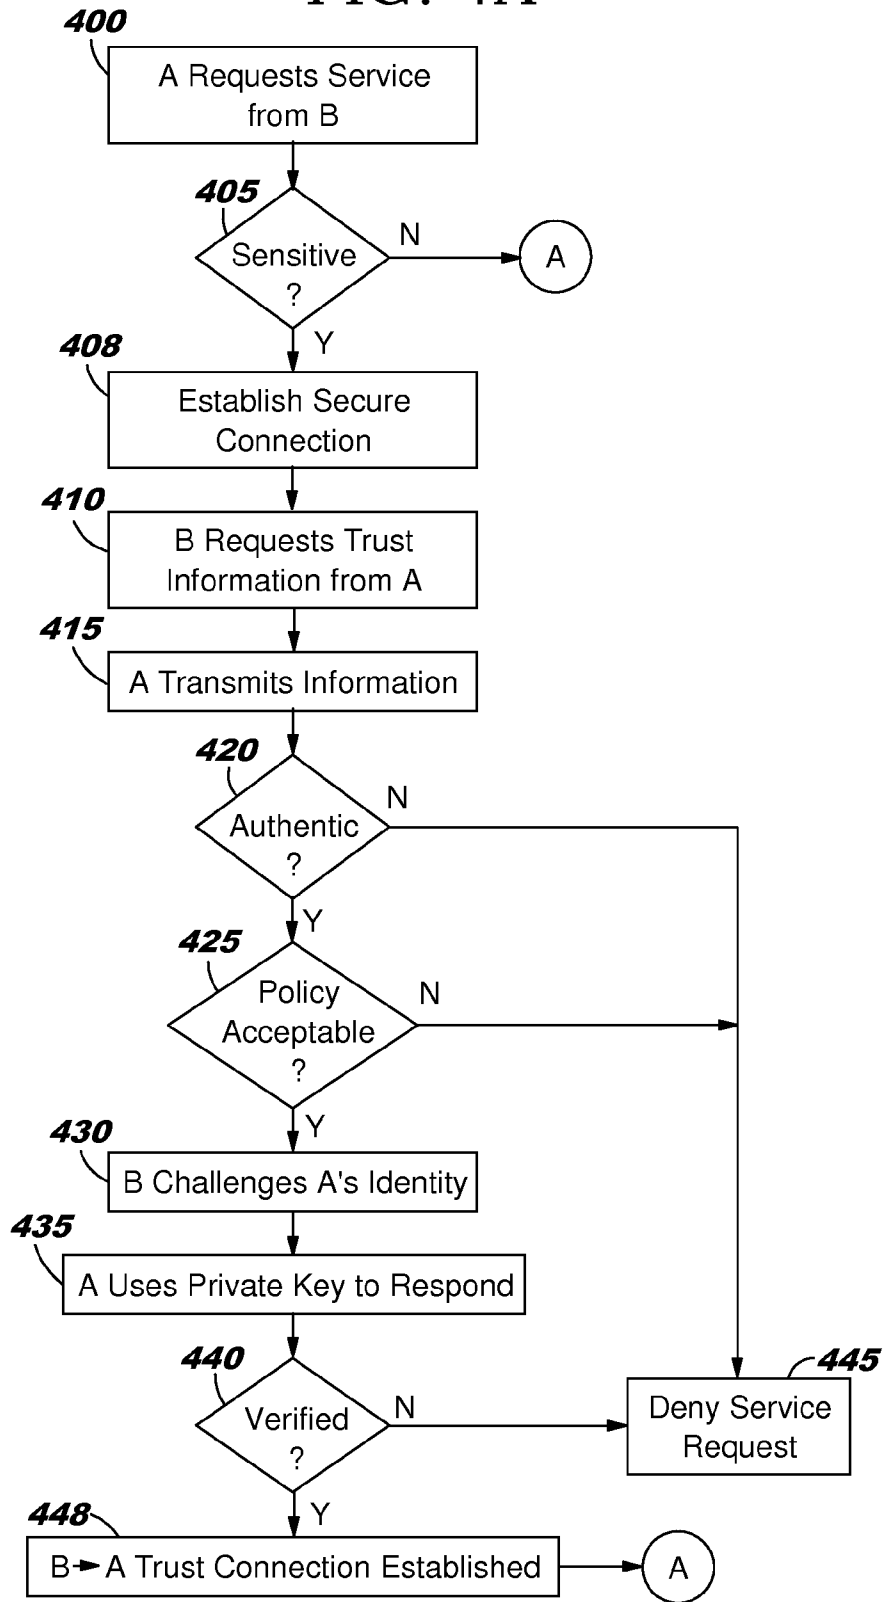 FIG. 4A
400
A Requests Service
from B
405
Sensitive
?
N
A
Y
408
Establish Secure
Connection
410
B Requests Trust
Information from A
415
A Transmits Information
420
Authentic
?
N
Y
425
Policy
Acceptable
?
N
Y
430
B Challenges A's Identity
435
A Uses Private Key to Respond
440
Verified
?
N
445
Deny Service
Request
Y
448
B→A Trust Connection Established
A